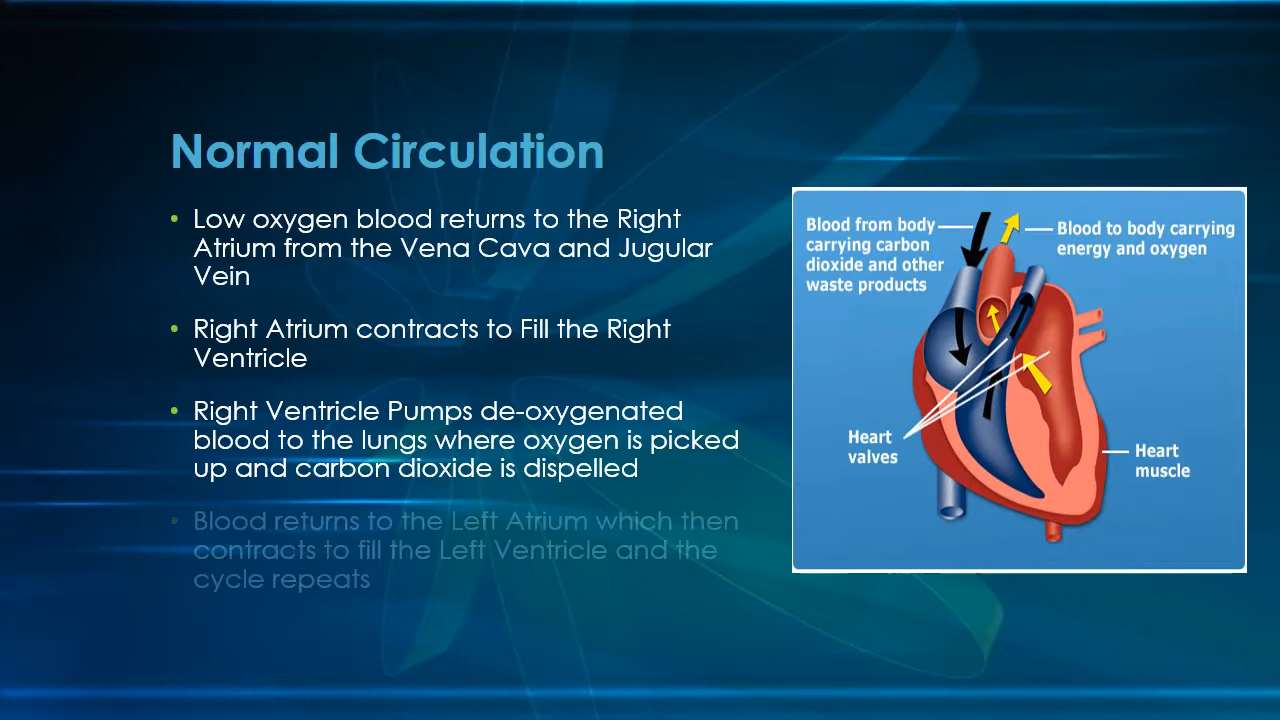 Normal Circulation
• Low oxygen blood returns to the Right
Atrium from the Vena Cava and Jugular
Vein
• Right Atrium contracts to Fill the Right
Ventricle
• Right Ventricle Pumps de-oxygenated
blood to the lungs where oxygen is picked
up and carbon dioxide is dispelled
• Blood returns to the Left Atrium which then
contracts to fill the Left Ventricle and the
cycle repeats
Blood from body
carrying carbon
dioxide and other
waste products
Blood to body carrying
energy and oxygen
Heart
valves
Heart
muscle